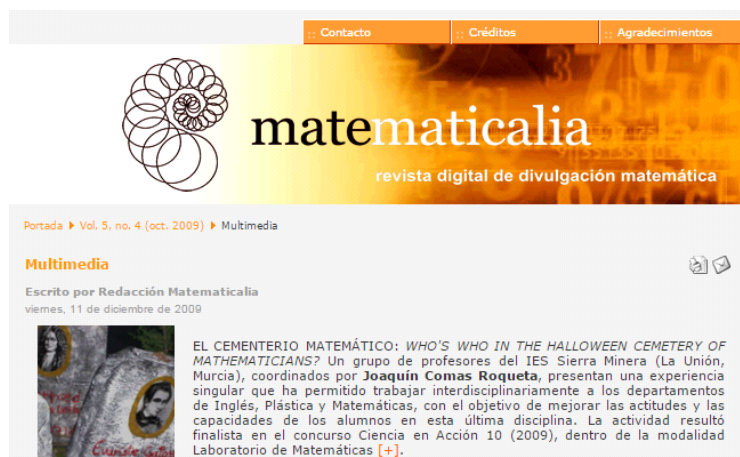 :: Contacto :: Créditos :: Agradecimientos
matematicalia
revista digital de divulgación matemática
Portada Vol. 5, no. 4 (oct. 2009) Multimedia
Multimedia
Escrito por Redacción Matematicalia
viernes, 11 de diciembre de 2009
EL CEMENTERIO MATEMÁTICO: WHO'S WHO IN THE HALLOWEEN CEMETERY OF
MATHEMATICIANS? Un grupo de profesores del IES Sierra Minera (La Unión,
Murcia), coordinados por Joaquín Comas Roqueta, presentan una experiencia
singular que ha permitido trabajar interdisciplinariamente a los departamentos
de Inglés, Plástica y Matemáticas, con el objetivo de mejorar las actitudes y las
capacidades de los alumnos en esta última disciplina. La actividad resultó
finalista en el concurso Ciencia en Acción 10 (2009), dentro de la modalidad
Laboratorio de Matemáticas [+].